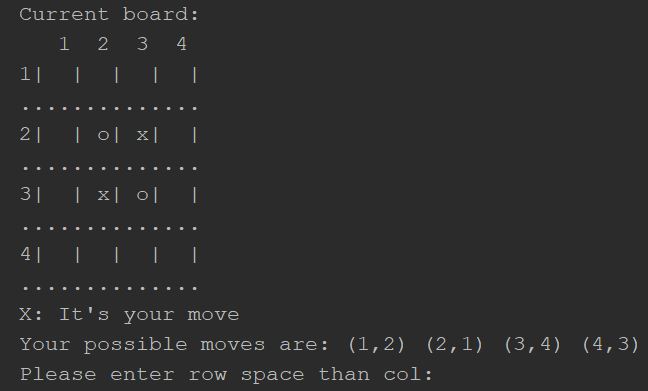 Current board:
1 2 3 4
1| | | | |
..............
2| | o| x| |
..............
3| | x| o| |
..............
4| | | | |
..............
X: It's your move
Your possible moves are: (1,2) (2,1) (3,4) (4,3)
Please enter row space than col: